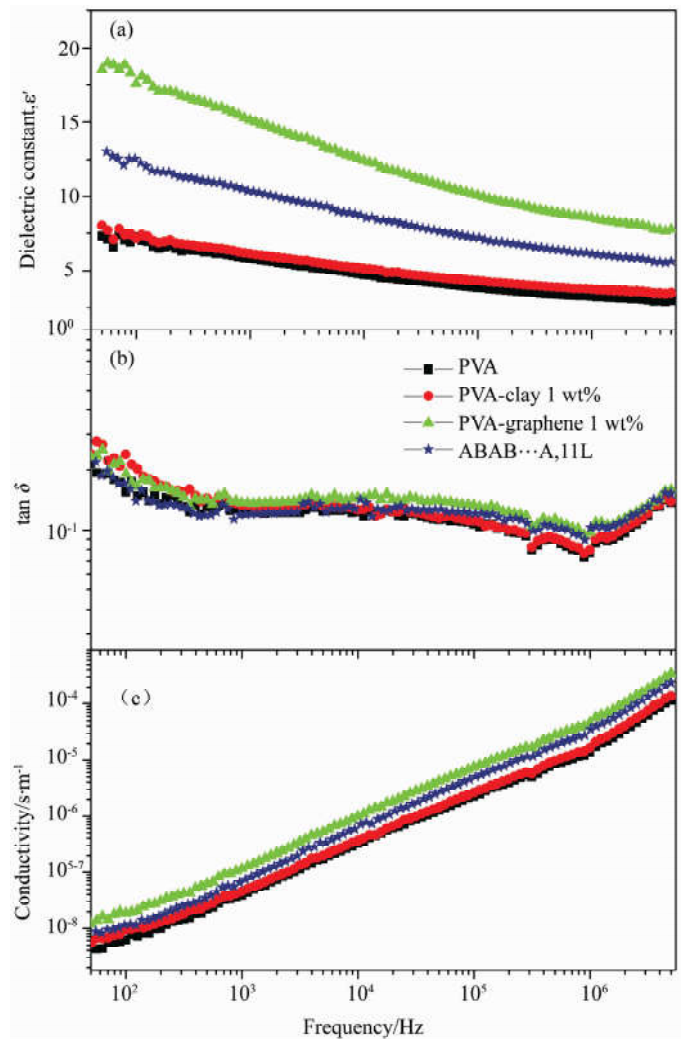 (a)
20
15
10
5
10⁰
Dielectric constant,ε′
(b)
PVA
PVA-clay 1 wt%
PVA-graphene 1 wt%
ABAB···A,11L
10⁻¹
tan δ
(c)
10⁻⁴
10⁻⁵
10⁻⁶
10⁵⁻⁷
10⁻⁸
Conductivity/s·m⁻¹
10² 10³ 10⁴ 10⁵ 10⁶
Frequency/Hz